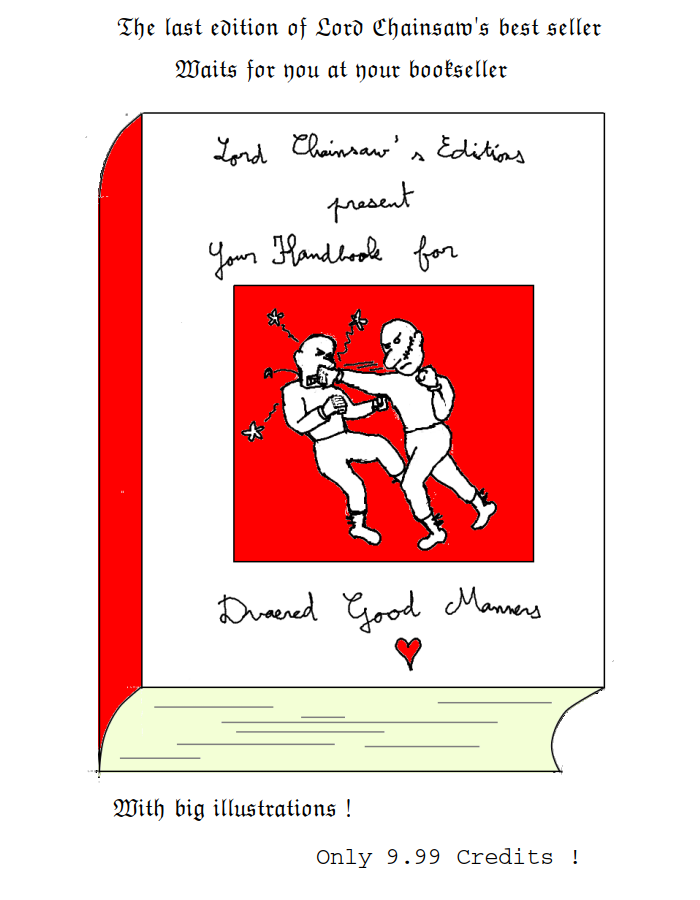 The last edition of Lord Chainsaw's best seller
Waits for you at your bookseller
Lord Chainsaw's Editions
present
Your Handbook for
Dvaered Good Manners
With big illustrations !
Only 9.99 Credits !